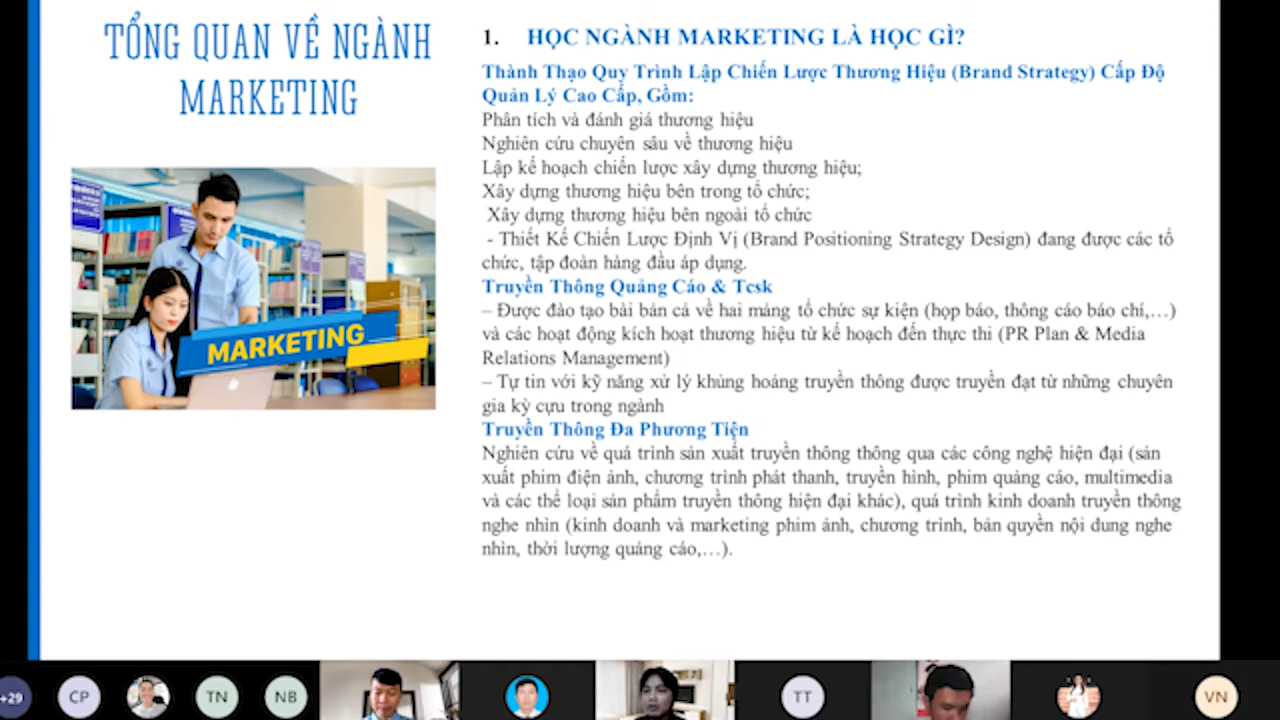 TỔNG QUAN VỀ NGÀNH
MARKETING
MARKETING
1. HỌC NGÀNH MARKETING LÀ HỌC GÌ?
Thành Thạo Quy Trình Lập Chiến Lược Thương Hiệu (Brand Strategy) Cấp Độ
Quản Lý Cao Cấp, Gồm:
Phân tích và đánh giá thương hiệu
Nghiên cứu chuyên sâu về thương hiệu
Lập kế hoạch chiến lược xây dựng thương hiệu;
Xây dựng thương hiệu bên trong tổ chức;
Xây dựng thương hiệu bên ngoài tổ chức
- Thiết Kế Chiến Lược Định Vị (Brand Positioning Strategy Design) đang được các tổ
chức, tập đoàn hàng đầu áp dụng.
Truyền Thông Quảng Cáo & Tcsk
– Được đào tạo bài bản cả về hai mảng tổ chức sự kiện (họp báo, thông cáo báo chí,…)
và các hoạt động kích hoạt thương hiệu từ kế hoạch đến thực thi (PR Plan & Media
Relations Management)
– Tự tin với kỹ năng xử lý khủng hoảng truyền thông được truyền đạt từ những chuyên
gia kỳ cựu trong ngành
Truyền Thông Đa Phương Tiện
Nghiên cứu về quá trình sản xuất truyền thông thông qua các công nghệ hiện đại (sản
xuất phim điện ảnh, chương trình phát thanh, truyền hình, phim quảng cáo, multimedia
và các thể loại sản phẩm truyền thông hiện đại khác), quá trình kinh doanh truyền thông
nghe nhìn (kinh doanh và marketing phim ảnh, chương trình, bản quyền nội dung nghe
nhìn, thời lượng quảng cáo,…).
+29 CP TN NB TT VN